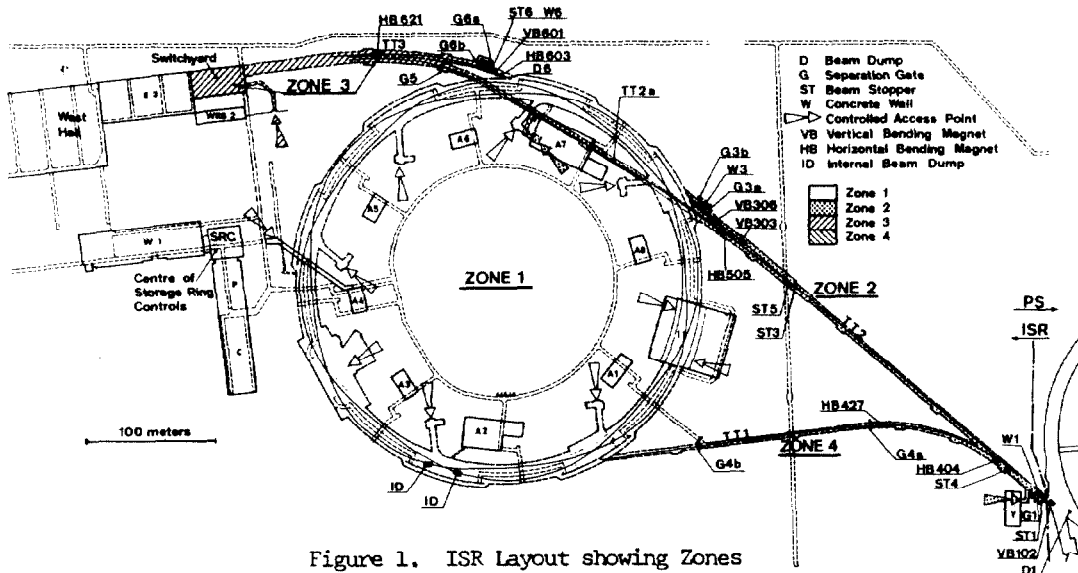 HB621
G6a
ST6 W6
VB601
HB603
D6
TT3
G6b
G5
ZONE 3
Switchyard
West
Hall
E 2
TT2a
A7
A6
A5
A4
A3
A2
A1
A8
ZONE 1
G3b
W3
G3a
VB306
VB303
HB505
ST5
ST3
ZONE 2
TT2
PS
ISR
W 1
SRC
P
C
Centre of
Storage Ring
Controls
100 meters
ID
ID
TT1
ZONE 4
G4b
HB427
G4a
HB404
ST4
W1
Y
G1
ST1
VB102
D1
D Beam Dump
G Separation Gate
ST Beam Stopper
W Concrete Wall
Controlled Access Point
VB Vertical Bending Magnet
HB Horizontal Bending Magnet
ID Internal Beam Dump
Zone 1
Zone 2
Zone 3
Zone 4
Figure 1. ISR Layout showing Zones